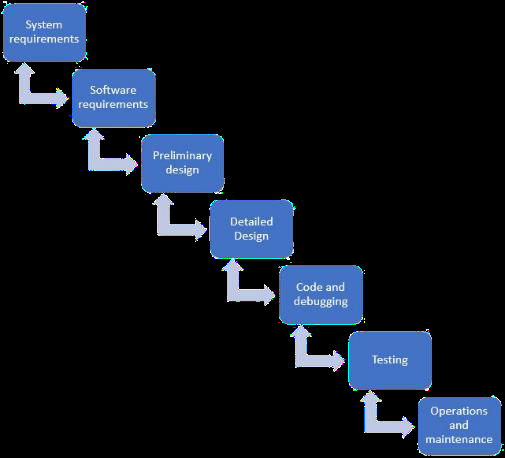 System
requirements
Software
requirements
Preliminary
design
Detailed
Design
Code and
debugging
Testing
Operations
and
maintenance